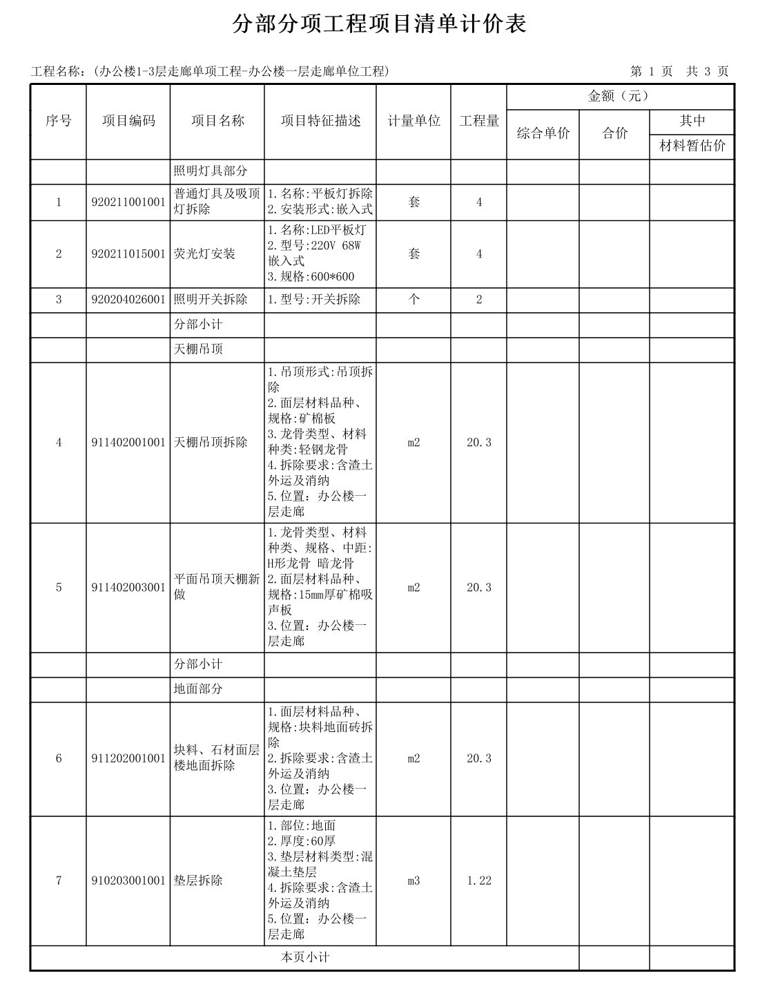 分部分项工程项目清单计价表
工程名称：(办公楼1-3层走廊单项工程-办公楼一层走廊单位工程) 第 1 页 共 3 页
序号 项目编码 项目名称 项目特征描述 计量单位 工程量 金额（元）
综合单价 合价 其中
材料暂估价
照明灯具部分
1 920211001001 普通灯具及吸顶
灯拆除
1.名称:平板灯拆除
2.安装形式:嵌入式
套 4
2 920211015001 荧光灯安装
1.名称:LED平板灯
2.型号:220V 68W
嵌入式
3.规格:600*600
套 4
3 920204026001 照明开关拆除 1.型号:开关拆除 个 2
分部小计
天棚吊顶
4 911402001001 天棚吊顶拆除
1.吊顶形式:吊顶拆
除
2.面层材料品种、
规格:矿棉板
3.龙骨类型、材料
种类:轻钢龙骨
4.拆除要求:含渣土
外运及消纳
5.位置：办公楼一
层走廊
m2 20.3
5 911402003001 平面吊顶天棚新
做
1.龙骨类型、材料
种类、规格、中距:
H形龙骨 暗龙骨
2.面层材料品种、
规格:15mm厚矿棉吸
声板
3.位置：办公楼一
层走廊
m2 20.3
分部小计
地面部分
6 911202001001 块料、石材面层
楼地面拆除
1.面层材料品种、
规格:块料地面砖拆
除
2.拆除要求:含渣土
外运及消纳
3.位置：办公楼一
层走廊
m2 20.3
7 910203001001 垫层拆除
1.部位:地面
2.厚度:60厚
3.垫层材料类型:混
凝土垫层
4.拆除要求:含渣土
外运及消纳
5.位置：办公楼一
层走廊
m3 1.22
本页小计